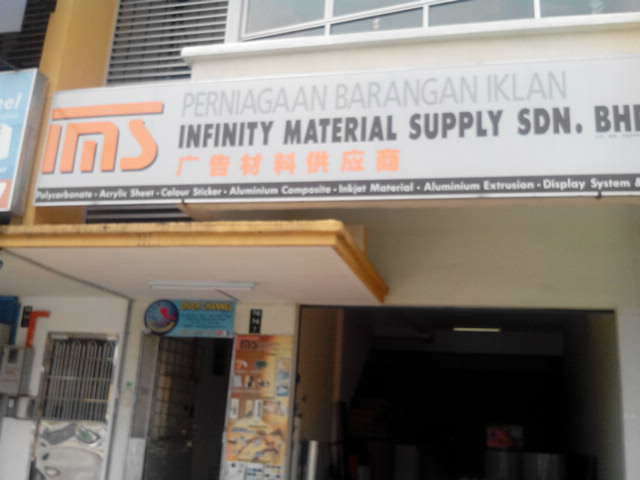 IMS
PERNIAGAAN BARANGAN IKLAN
INFINITY MATERIAL SUPPLY SDN. BH
广告材料供应商
Polycarbonate · Acrylic Sheet · Colour Sticker · Aluminium Composite · Inkjet Material · Aluminium Extrusion · Display System &
IMS